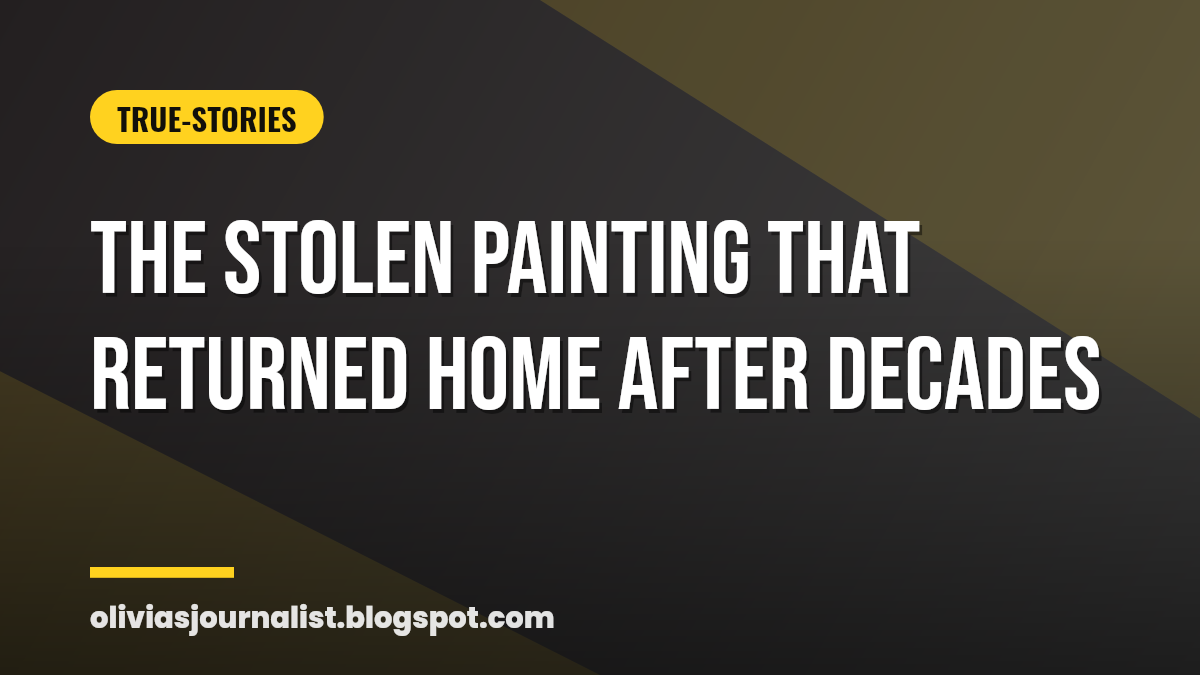 TRUE-STORIES
THE STOLEN PAINTING THAT
RETURNED HOME AFTER DECADES
oliviasjournalist.blogspot.com